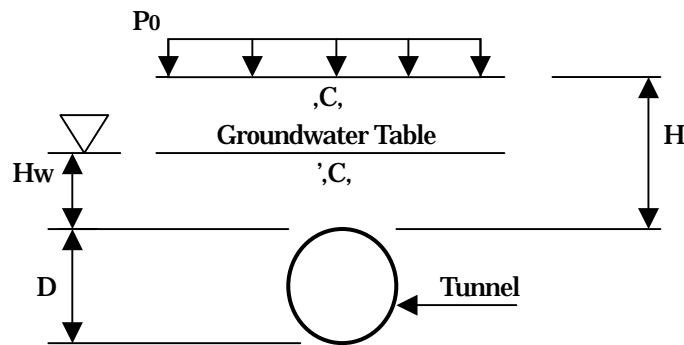 P0
,C,
Groundwater Table
H
Hw
',C,
D
Tunnel